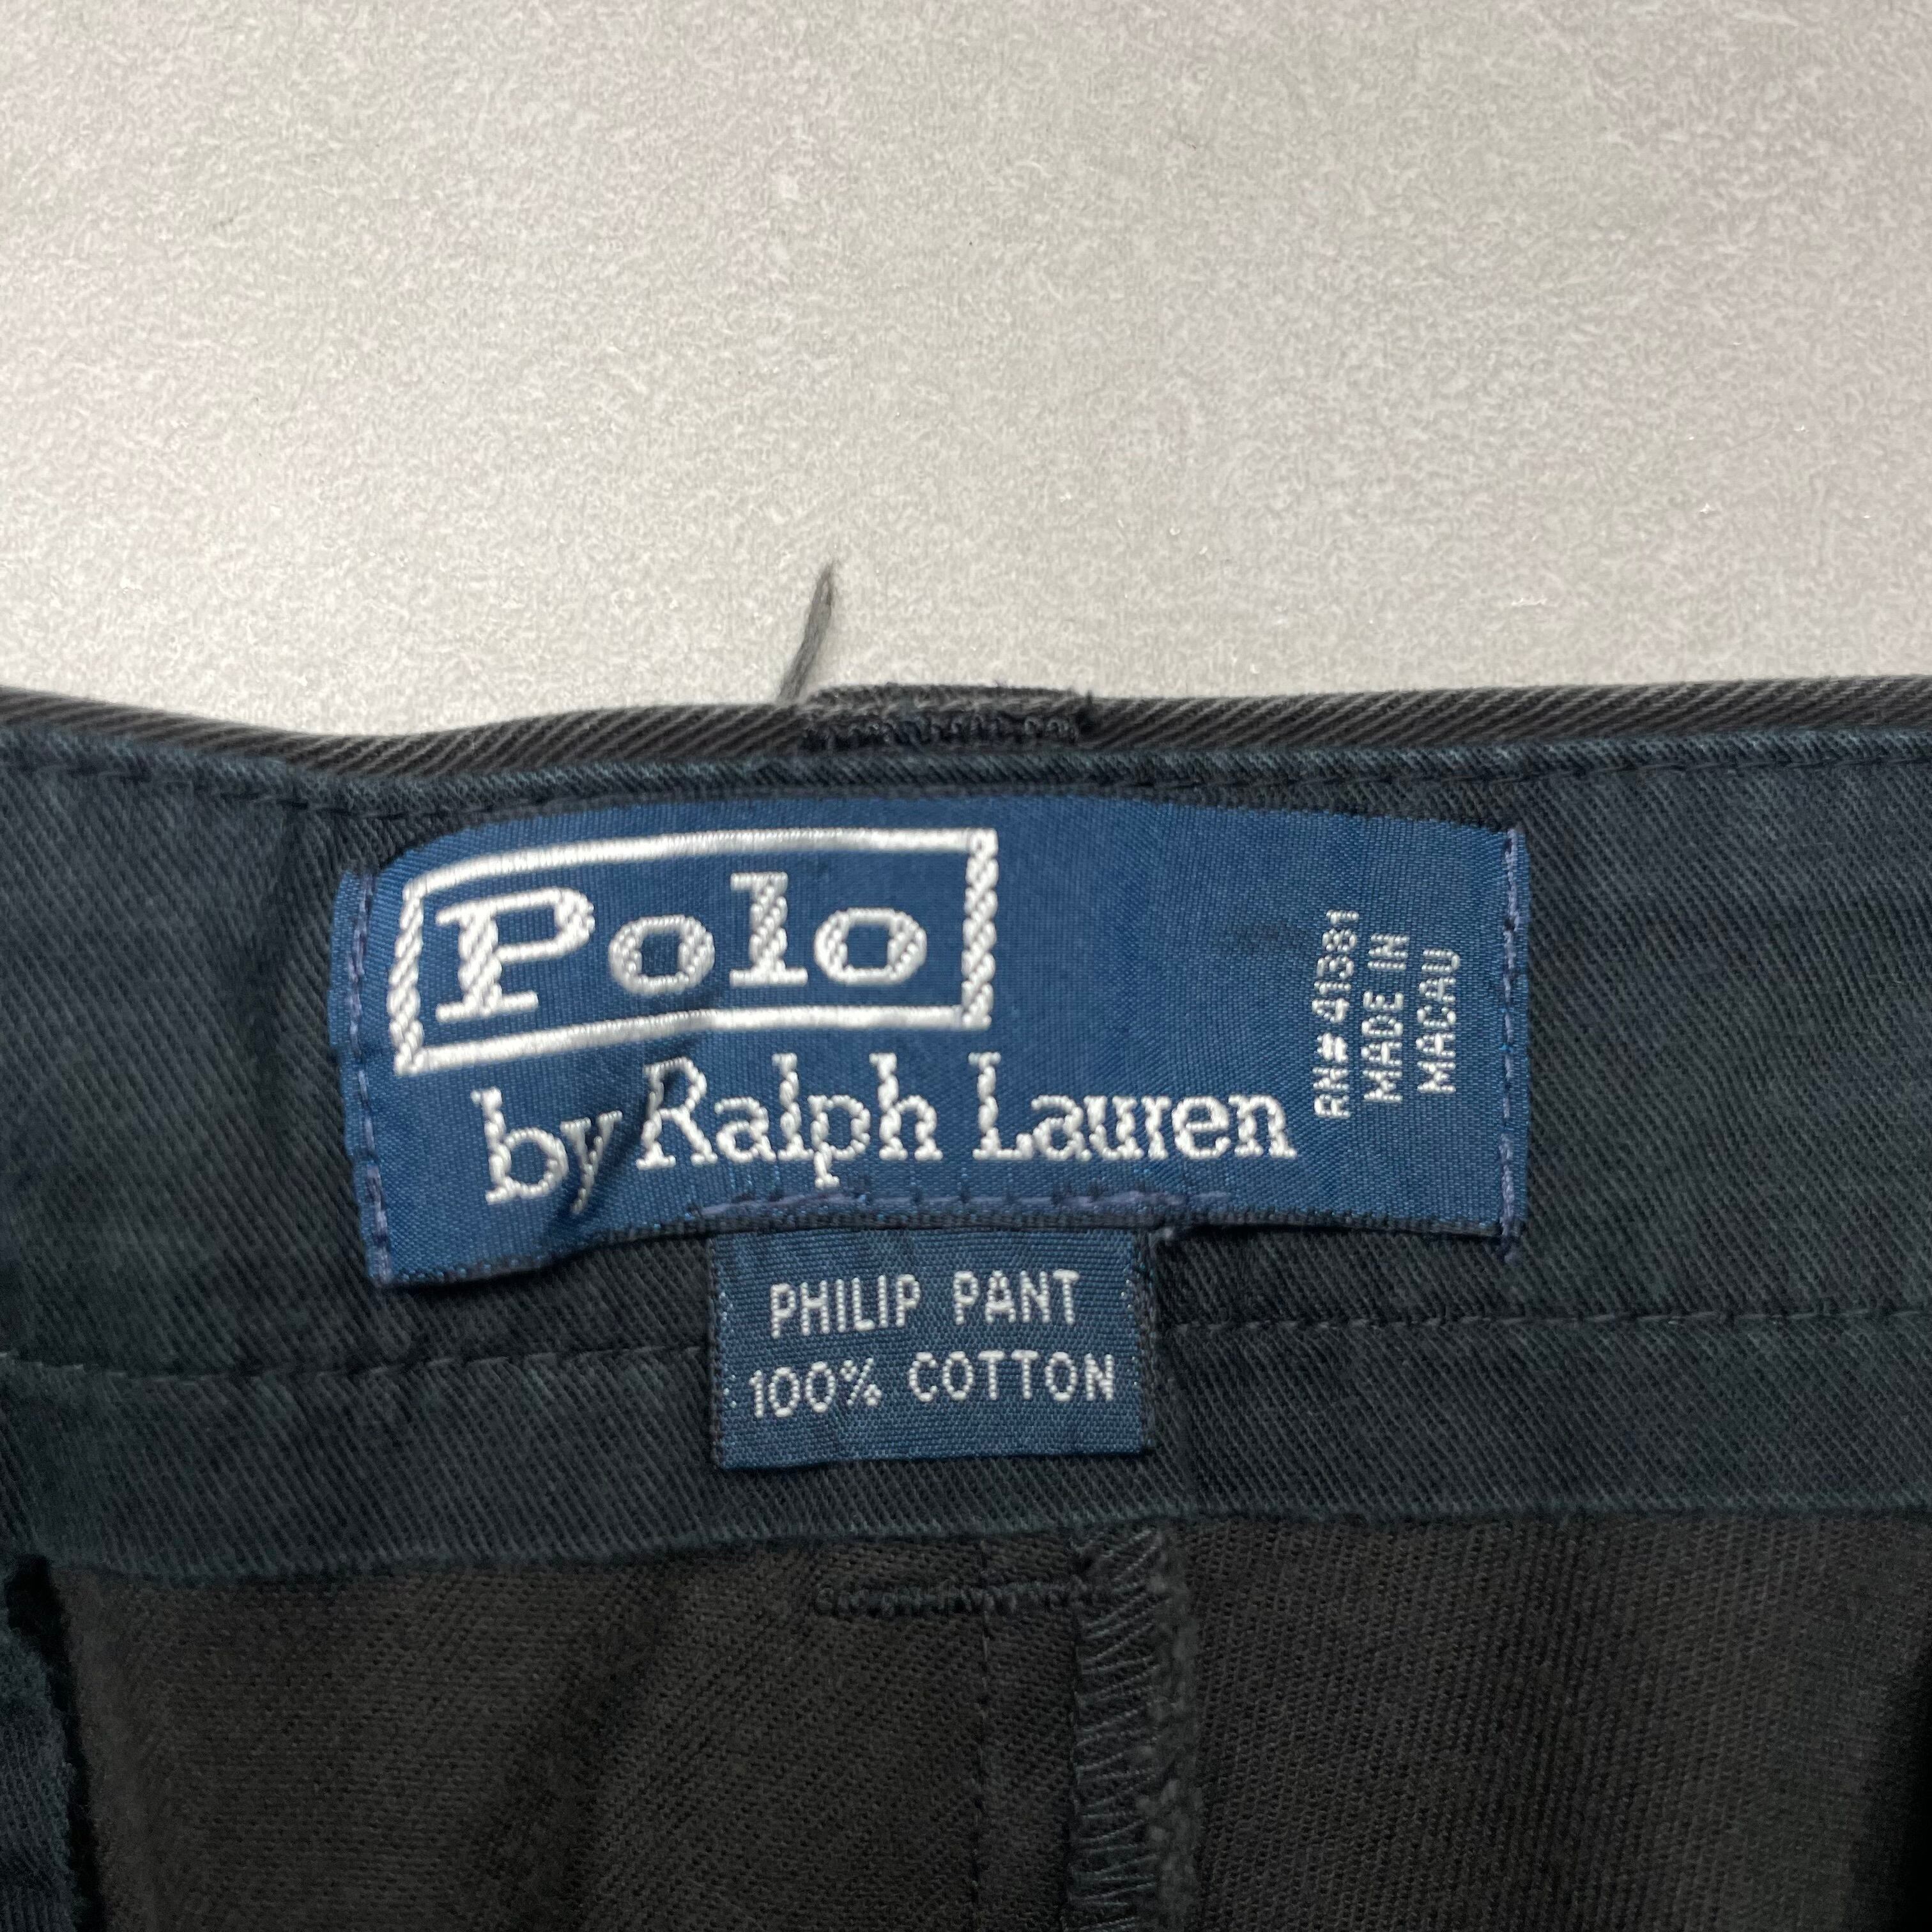 Polo
by Ralph Lauren
RN# 41381
MADE IN
MACAU
PHILIP PANT
100% COTTON